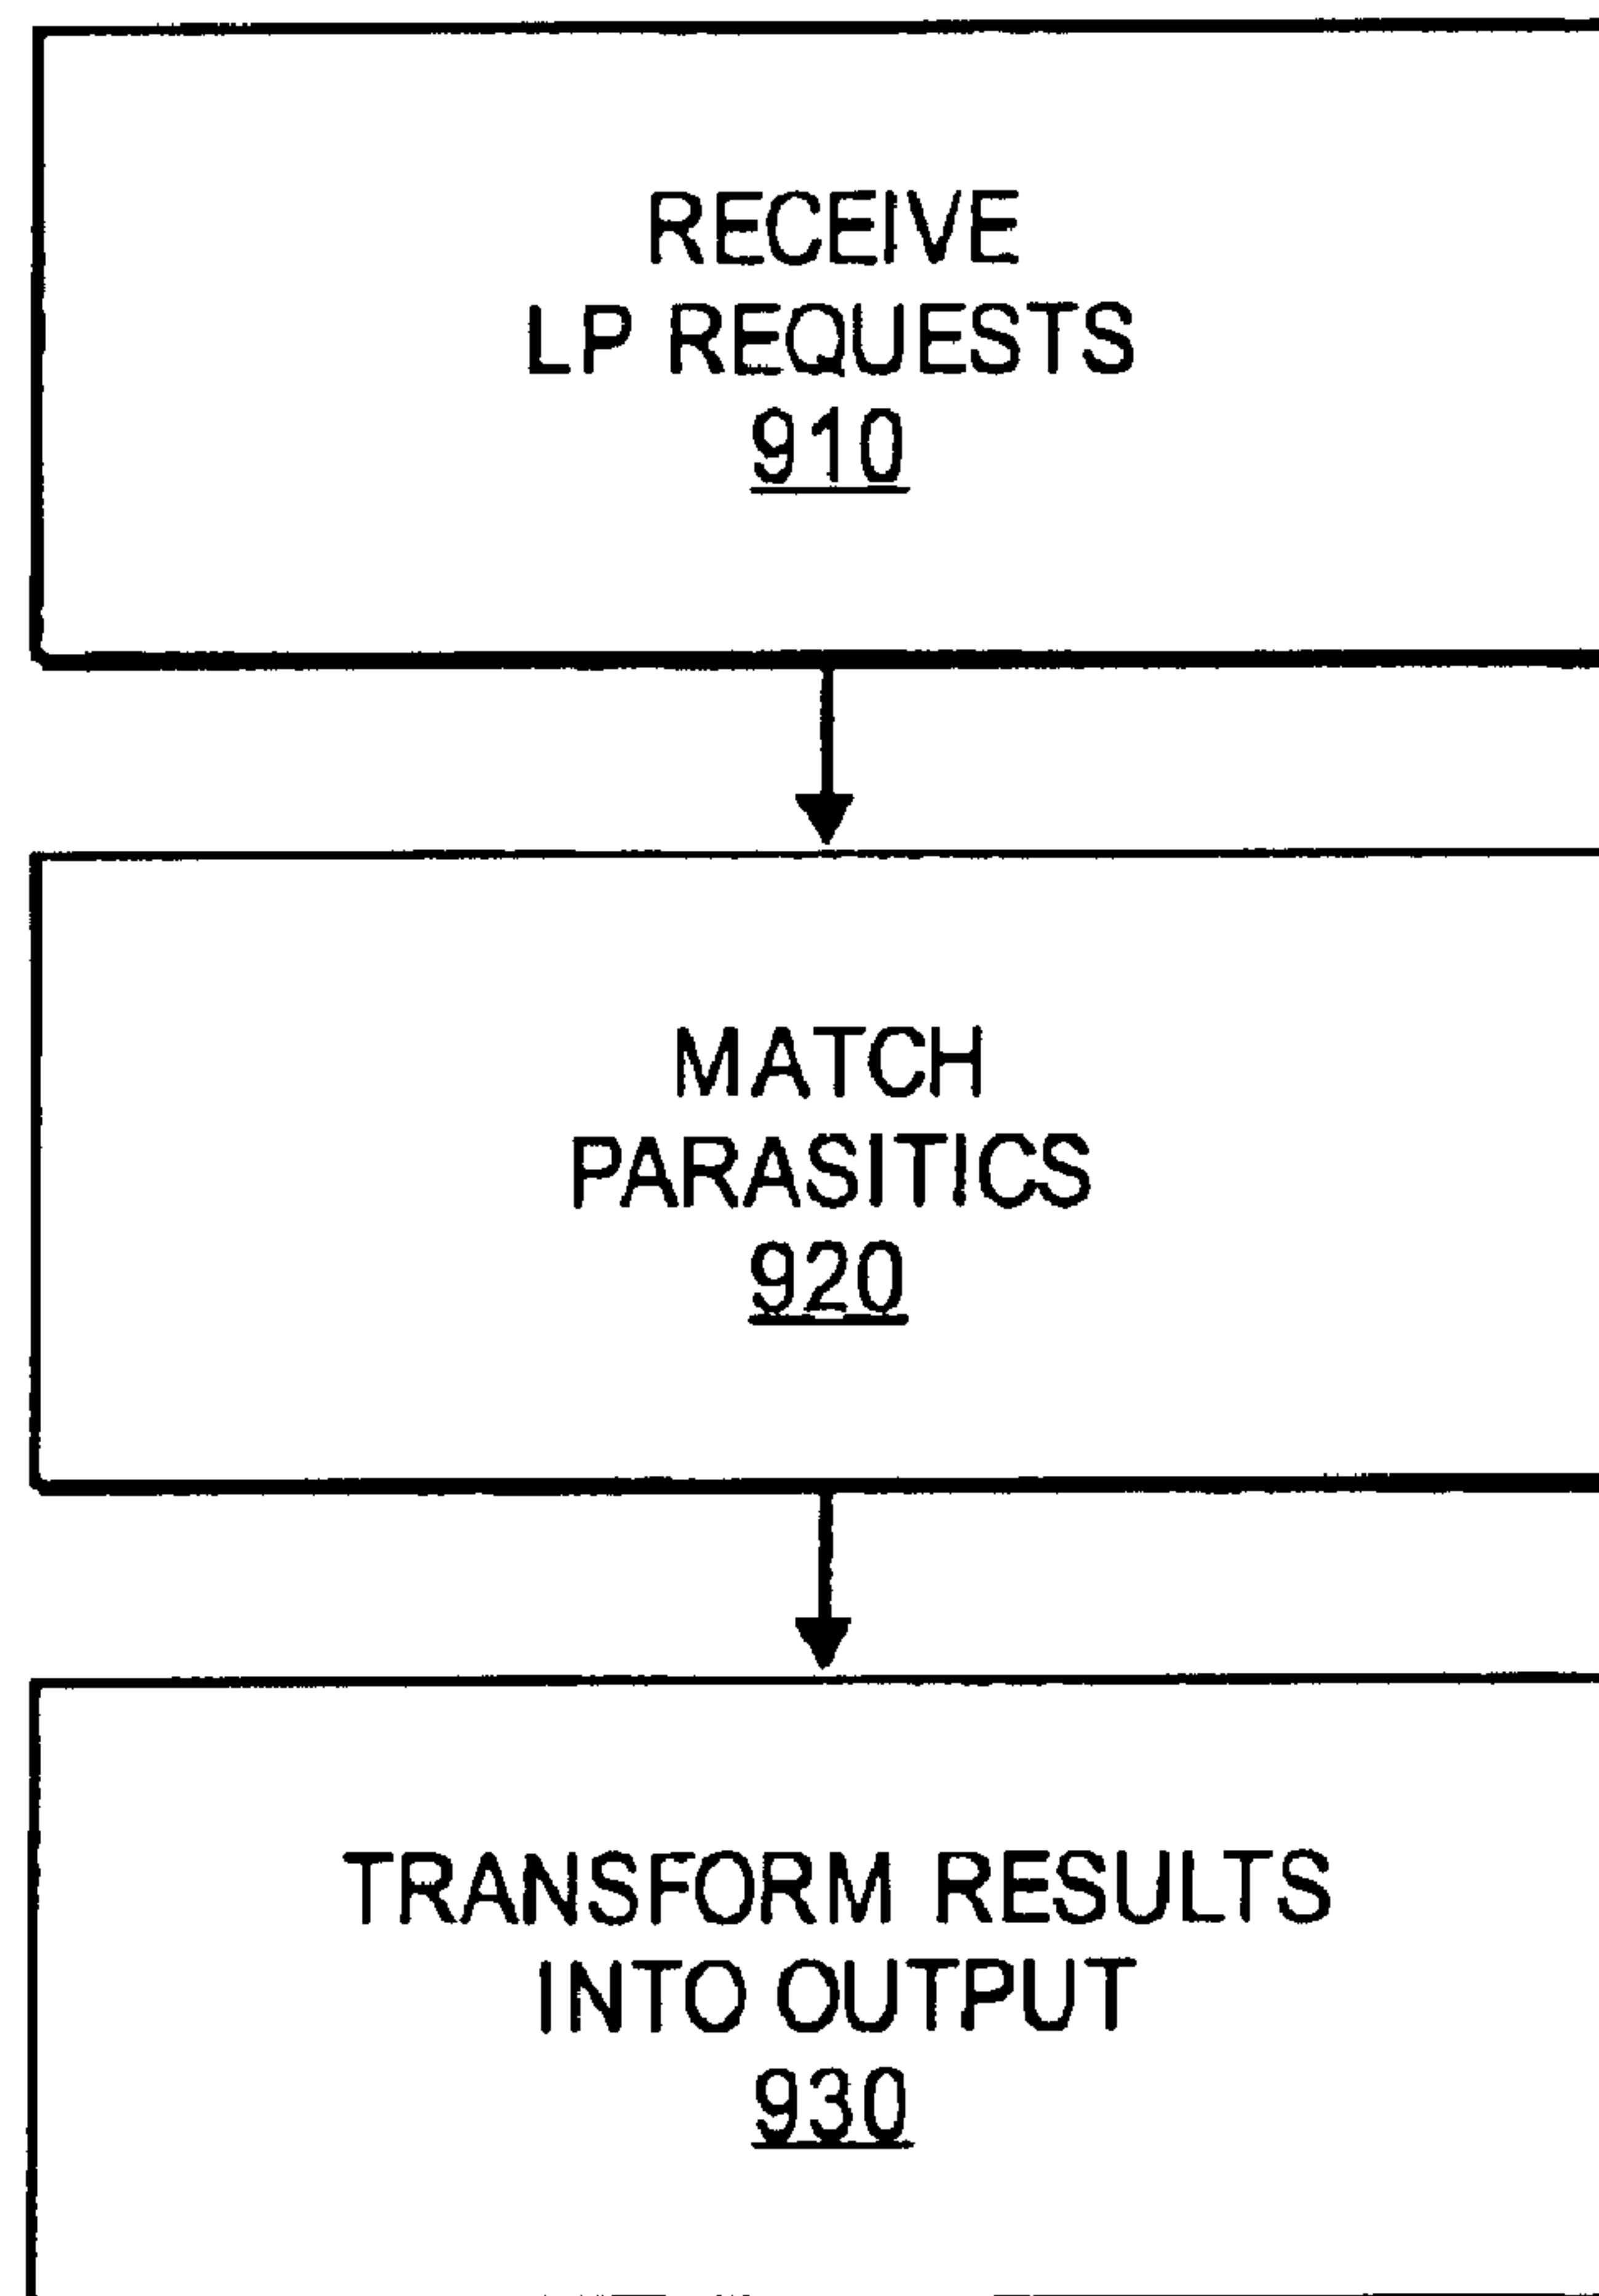 RECEIVE
LP REQUESTS
910
MATCH
PARASITICS
920
TRANSFORM RESULTS
INTO OUTPUT
930